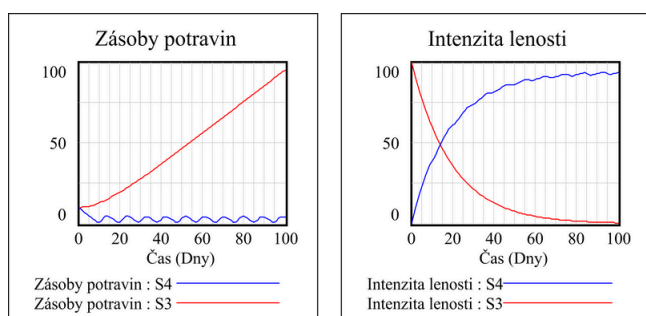 Zásoby potravin
100
50
0
0 20 40 60 80 100
Čas (Dny)
Zásoby potravin : S4
Zásoby potravin : S3
Intenzita lenosti
100
50
0
0 20 40 60 80 100
Čas (Dny)
Intenzita lenosti : S4
Intenzita lenosti : S3